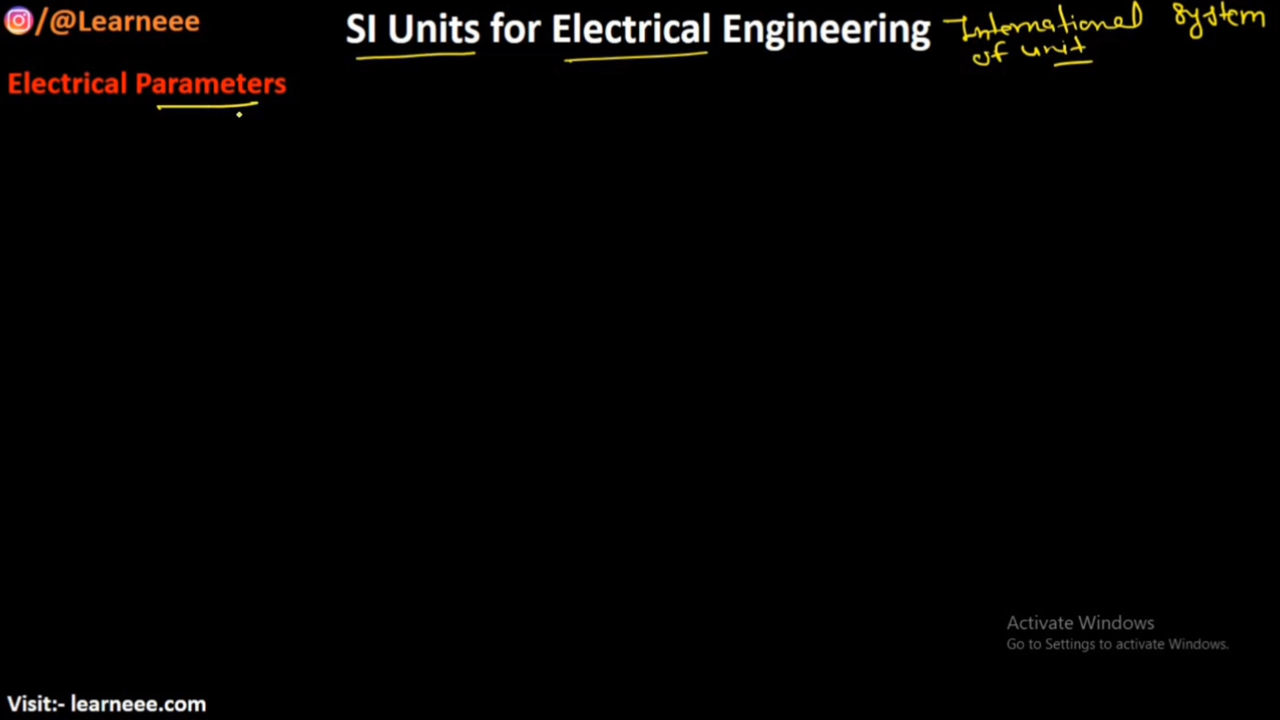 /@Learneee
SI Units for Electrical Engineering
International System
of unit
Electrical Parameters
Activate Windows
Go to Settings to activate Windows.
Visit:- learneee.com